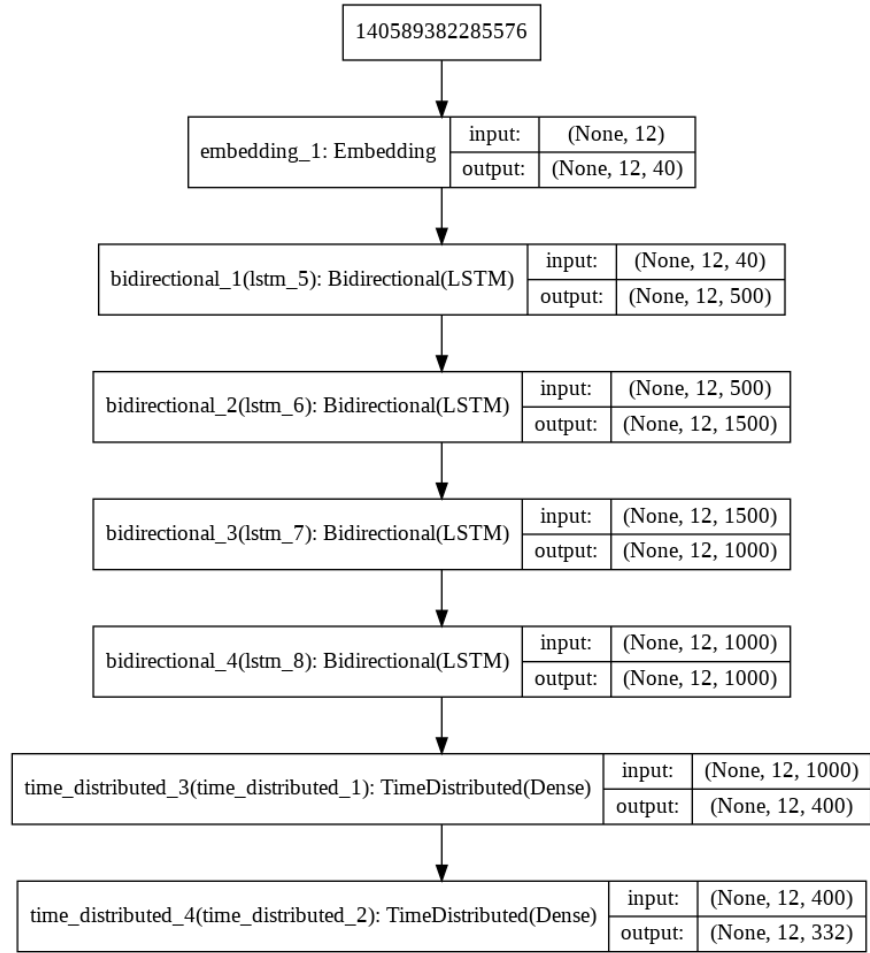 140589382285576
embedding_1: Embedding
input:
(None, 12)
output:
(None, 12, 40)
bidirectional_1(lstm_5): Bidirectional(LSTM)
input:
(None, 12, 40)
output:
(None, 12, 500)
bidirectional_2(lstm_6): Bidirectional(LSTM)
input:
(None, 12, 500)
output:
(None, 12, 1500)
bidirectional_3(lstm_7): Bidirectional(LSTM)
input:
(None, 12, 1500)
output:
(None, 12, 1000)
bidirectional_4(lstm_8): Bidirectional(LSTM)
input:
(None, 12, 1000)
output:
(None, 12, 1000)
time_distributed_3(time_distributed_1): TimeDistributed(Dense)
input:
(None, 12, 1000)
output:
(None, 12, 400)
time_distributed_4(time_distributed_2): TimeDistributed(Dense)
input:
(None, 12, 400)
output:
(None, 12, 332)